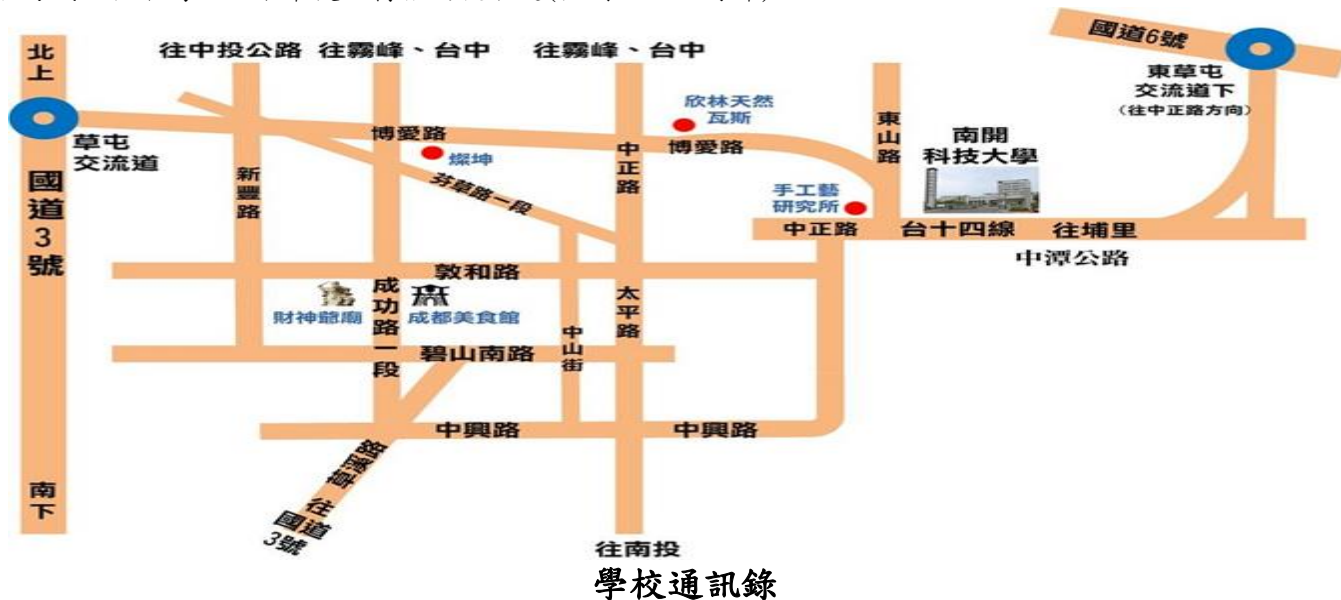 北上
往中投公路
往霧峰、台中
往霧峰、台中
國道6號
東草屯
交流道下
(往中正路方向)
草屯
交流道
國道3號
南下
新豐路
博愛路
燦坤
芬草路一段
中正路
欣林天然
瓦斯
博愛路
東山路
南開
科技大學
手工藝
研究所
中正路
台十四線
往埔里
中潭公路
敦和路
財神爺廟
成功路一段
成都美食館
中山街
太平路
碧山南路
中興路
中興路
草溪路
往
國道
3號
往南投
學校通訊錄